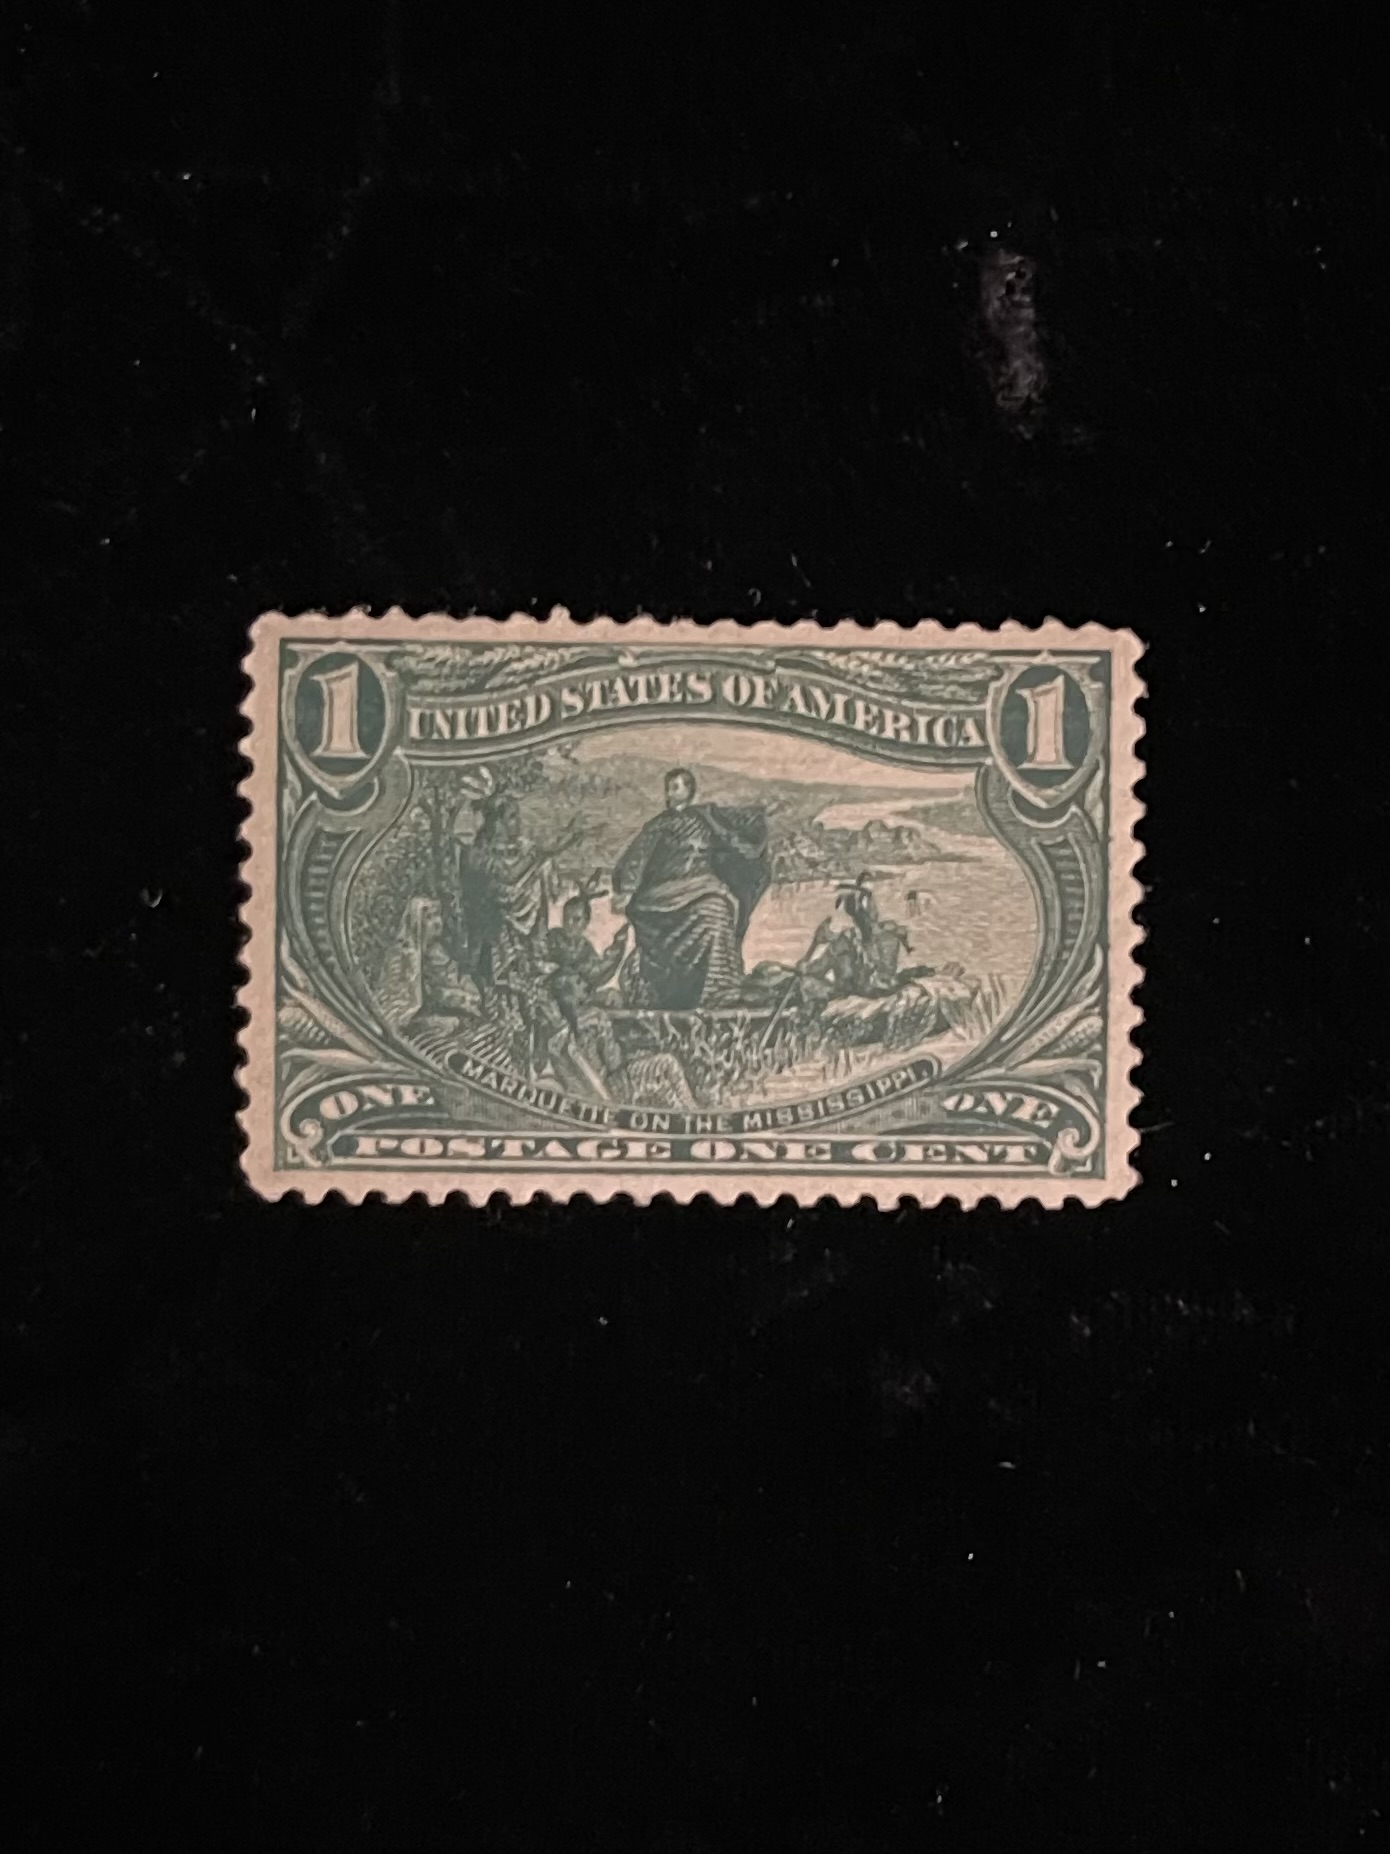 1 UNITED STATES OF AMERICA 1
MARQUETTE ON THE MISSISSIPPI.
ONE ONE
POSTAGE ONE CENT